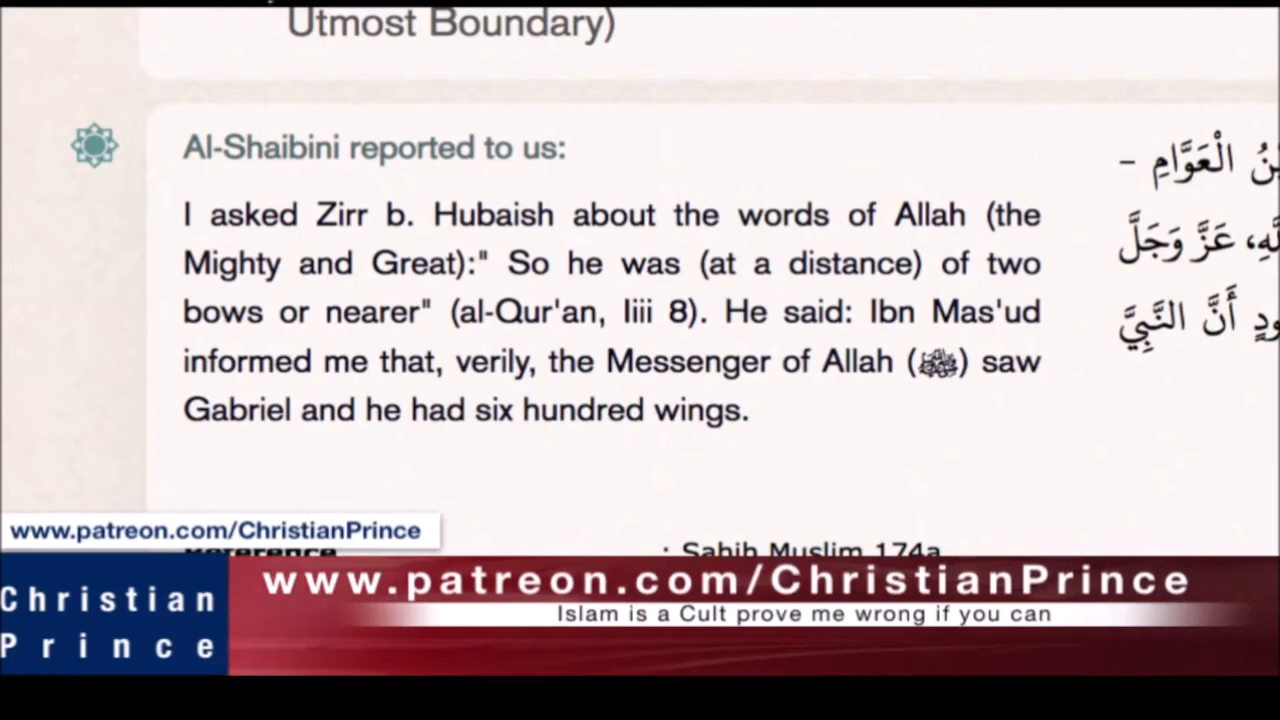 Utmost Boundary)
Al-Shaibini reported to us:
I asked Zirr b. Hubaish about the words of Allah (the
Mighty and Great):" So he was (at a distance) of two
bows or nearer" (al-Qur'an, liii 8). He said: Ibn Mas'ud
informed me that, verily, the Messenger of Allah (ﷺ) saw
Gabriel and he had six hundred wings.
الْعَوَّامِ -
عَزَّ وَجَلَّ
أَنَّ النَّبِيَّ
www.patreon.com/ChristianPrince
Reference : Sahih Muslim 174a
www.patreon.com/ChristianPrince
Islam is a Cult prove me wrong if you can
Christian
Prince